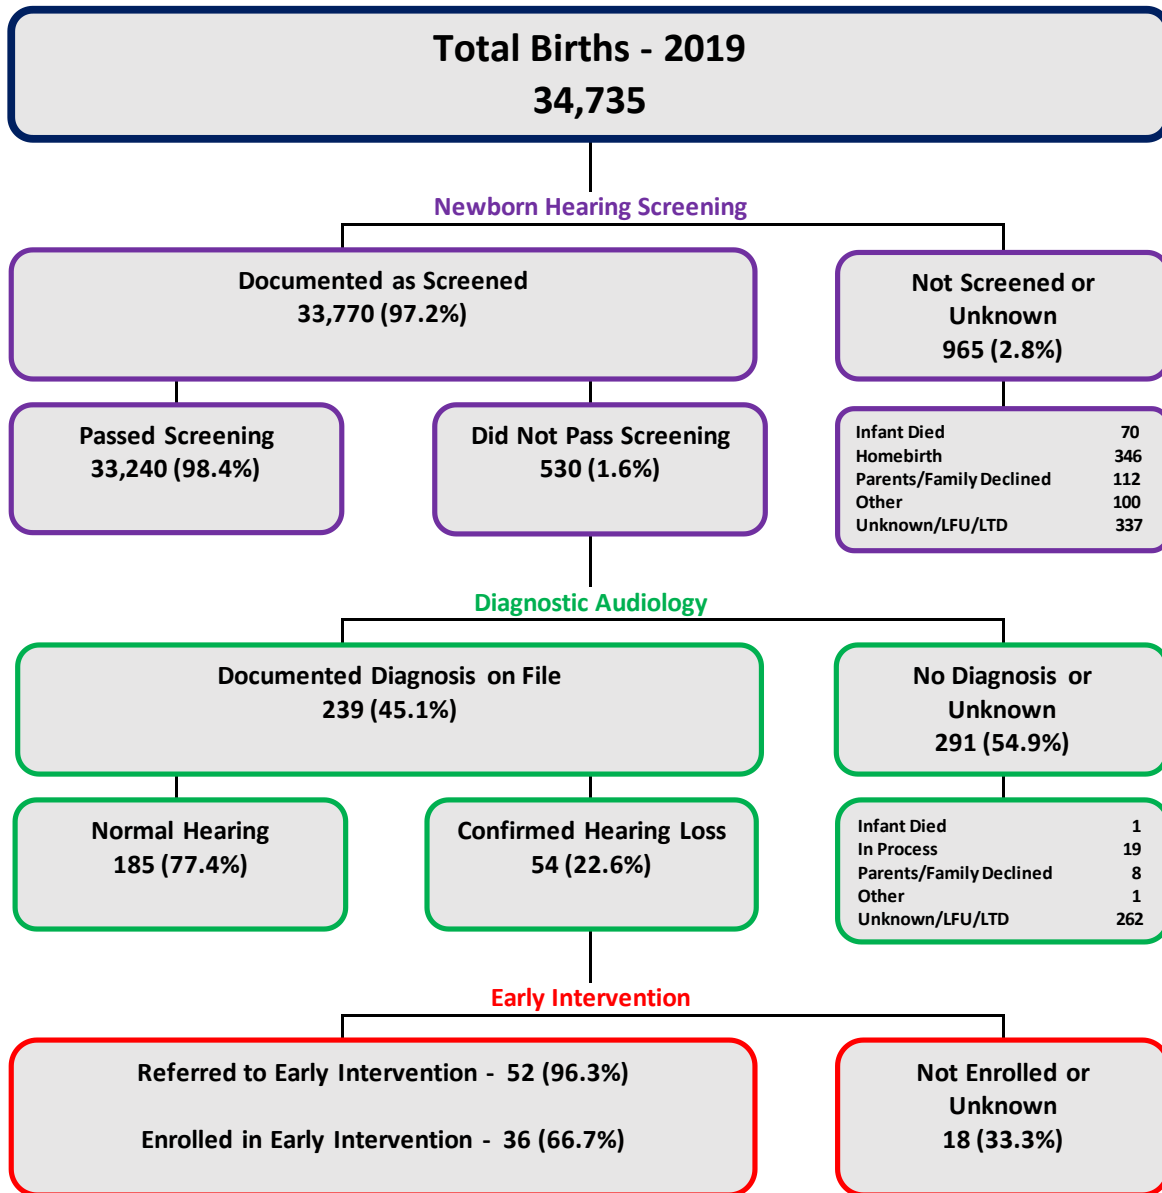 Total Births - 2019
34,735
Newborn Hearing Screening
Documented as Screened
33,770 (97.2%)
Not Screened or
Unknown
965 (2.8%)
Passed Screening
33,240 (98.4%)
Did Not Pass Screening
530 (1.6%)
Infant Died 70
Homebirth 346
Parents/Family Declined 112
Other 100
Unknown/LFU/LTD 337
Diagnostic Audiology
Documented Diagnosis on File
239 (45.1%)
No Diagnosis or
Unknown
291 (54.9%)
Normal Hearing
185 (77.4%)
Confirmed Hearing Loss
54 (22.6%)
Infant Died 1
In Process 19
Parents/Family Declined 8
Other 1
Unknown/LFU/LTD 262
Early Intervention
Referred to Early Intervention - 52 (96.3%)
Enrolled in Early Intervention - 36 (66.7%)
Not Enrolled or
Unknown
18 (33.3%)